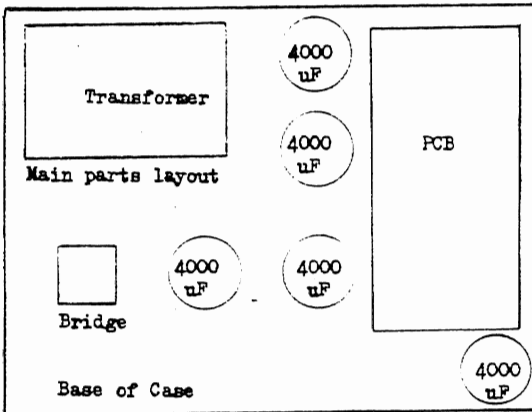 4000
uF
Transformer
4000
uF
PCB
Main parts layout
4000
uF
4000
uF
Bridge
4000
uF
Base of Case